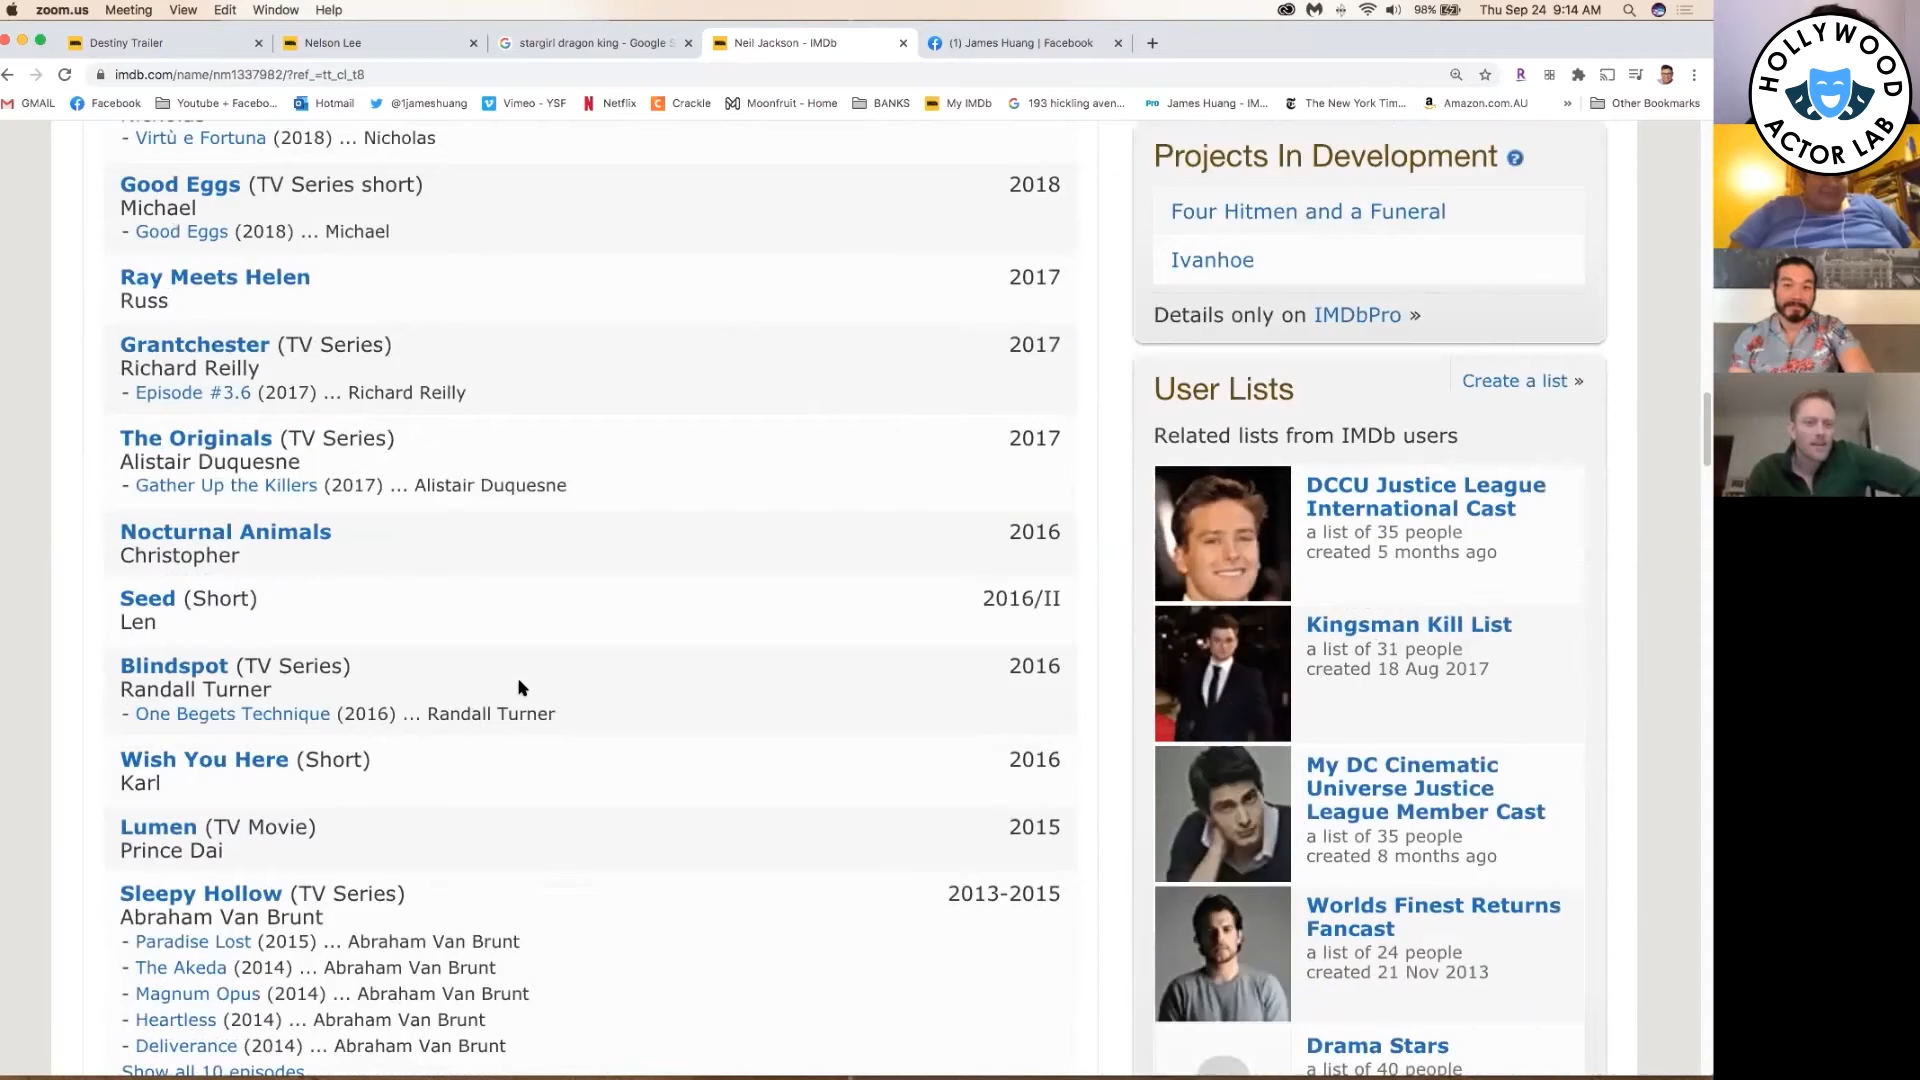 zoom.us Meeting View Edit Window Help 98% Thu Sep 24 9:14 AM
Destiny Trailer Nelson Lee stargirl dragon king - Google S Neil Jackson - IMDb (1) James Huang | Facebook
imdb.com/name/nm1337982/?ref_=tt_cl_t8
GMAIL Facebook Youtube + Facebo... Hotmail @1jameshuang Vimeo - YSF Netflix Crackle Moonfruit - Home BANKS My IMDb 193 hickling aven... James Huang - IM... The New York Tim... Amazon.com.AU » Other Bookmarks
HOLLYWOOD
ACTOR LAB
- Virtù e Fortuna (2018) ... Nicholas
Good Eggs (TV Series short) 2018
Michael
- Good Eggs (2018) ... Michael
Ray Meets Helen 2017
Russ
Grantchester (TV Series) 2017
Richard Reilly
- Episode #3.6 (2017) ... Richard Reilly
The Originals (TV Series) 2017
Alistair Duquesne
- Gather Up the Killers (2017) ... Alistair Duquesne
Nocturnal Animals 2016
Christopher
Seed (Short) 2016/II
Len
Blindspot (TV Series) 2016
Randall Turner
- One Begets Technique (2016) ... Randall Turner
Wish You Here (Short) 2016
Karl
Lumen (TV Movie) 2015
Prince Dai
Sleepy Hollow (TV Series) 2013-2015
Abraham Van Brunt
- Paradise Lost (2015) ... Abraham Van Brunt
- The Akeda (2014) ... Abraham Van Brunt
- Magnum Opus (2014) ... Abraham Van Brunt
- Heartless (2014) ... Abraham Van Brunt
- Deliverance (2014) ... Abraham Van Brunt
Show all 10 episodes
Projects In Development ?
Four Hitmen and a Funeral
Ivanhoe
Details only on IMDbPro »
User Lists Create a list »
Related lists from IMDb users
DCCU Justice League
International Cast
a list of 35 people
created 5 months ago
Kingsman Kill List
a list of 31 people
created 18 Aug 2017
My DC Cinematic
Universe Justice
League Member Cast
a list of 35 people
created 8 months ago
Worlds Finest Returns
Fancast
a list of 24 people
created 21 Nov 2013
Drama Stars
a list of 40 people